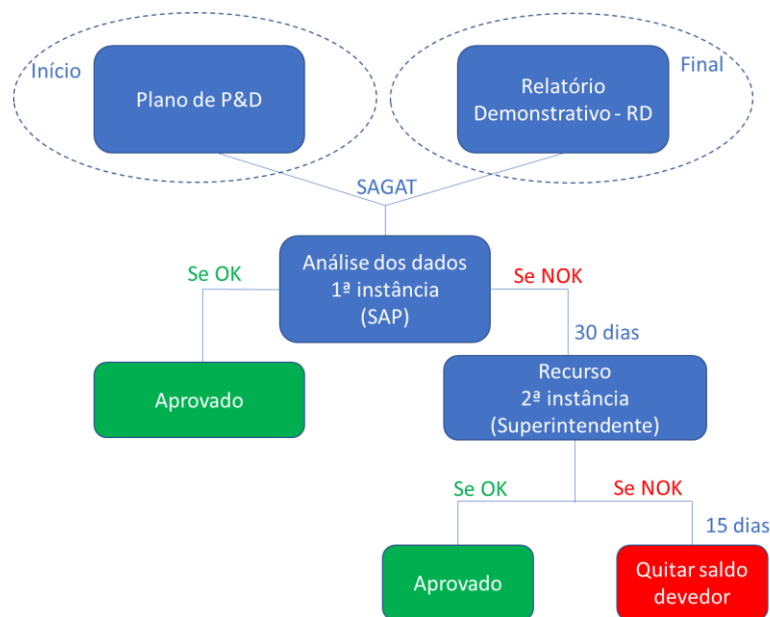 Início
Plano de P&D
Relatório
Demonstrativo - RD
Final
SAGAT
Análise dos dados
1ª instância
(SAP)
Se OK
Se NOK
30 dias
Aprovado
Recurso
2ª instância
(Superintendente)
Se OK
Se NOK
15 dias
Aprovado
Quitar saldo
devedor